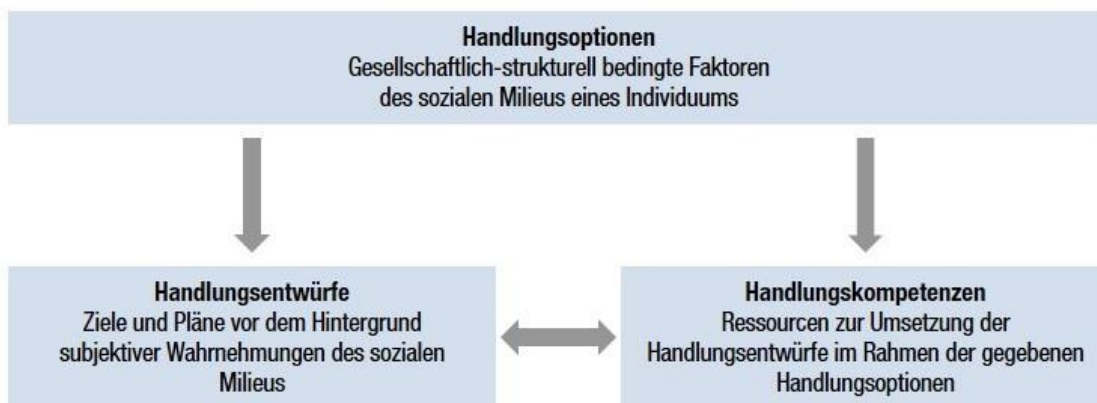 Handlungsoptionen
Gesellschaftlich-strukturell bedingte Faktoren
des sozialen Milieus eines Individuums
Handlungsentwürfe
Ziele und Pläne vor dem Hintergrund
subjektiver Wahrnehmungen des sozialen
Milieus
Handlungskompetenzen
Ressourcen zur Umsetzung der
Handlungsentwürfe im Rahmen der gegebenen
Handlungsoptionen